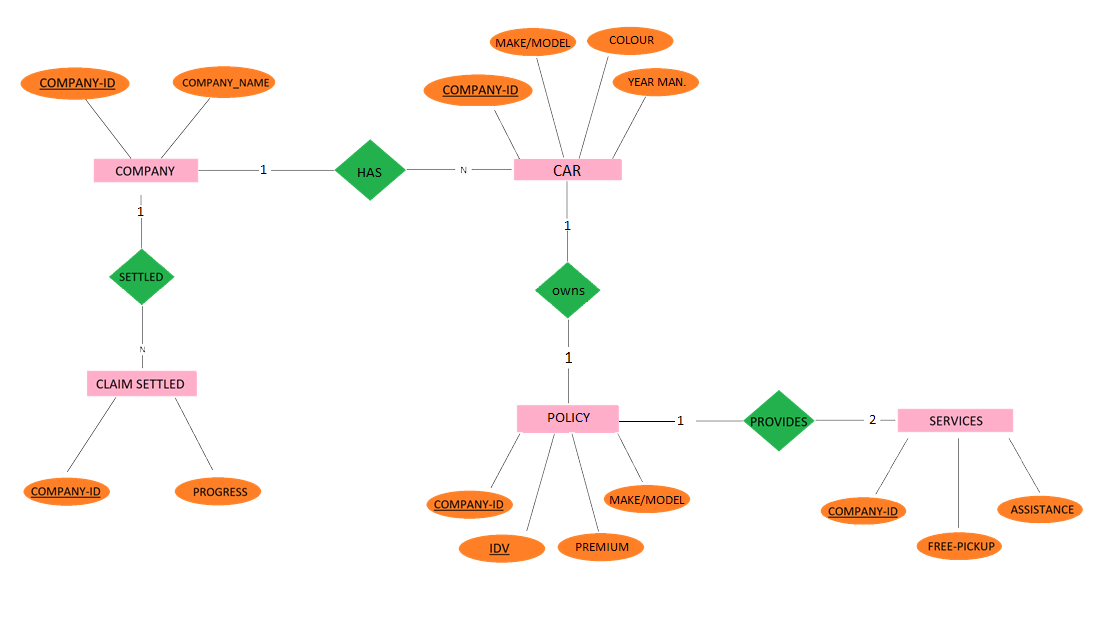 MAKE/MODEL
COLOUR
COMPANY-ID
COMPANY_NAME
COMPANY-ID
YEAR MAN.
COMPANY
1
HAS
N
CAR
1
1
SETTLED
owns
N
1
CLAIM SETTLED
POLICY
1
PROVIDES
2
SERVICES
COMPANY-ID
PROGRESS
COMPANY-ID
MAKE/MODEL
COMPANY-ID
ASSISTANCE
IDV
PREMIUM
FREE-PICKUP